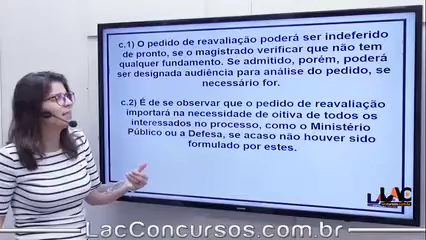 c.1) O pedido de reavaliação poderá ser indeferido
de pronto, se o magistrado verificar que não tem
qualquer fundamento. Se admitido, porém, poderá
ser designada audiência para análise do pedido, se
necessário for.
c.2) É de se observar que o pedido de reavaliação
importará na necessidade de oitiva de todos os
interessados no processo, como o Ministério
Público ou a Defesa, se acaso não houver sido
formulado por estes.
LAC
LacConcursos.com.br